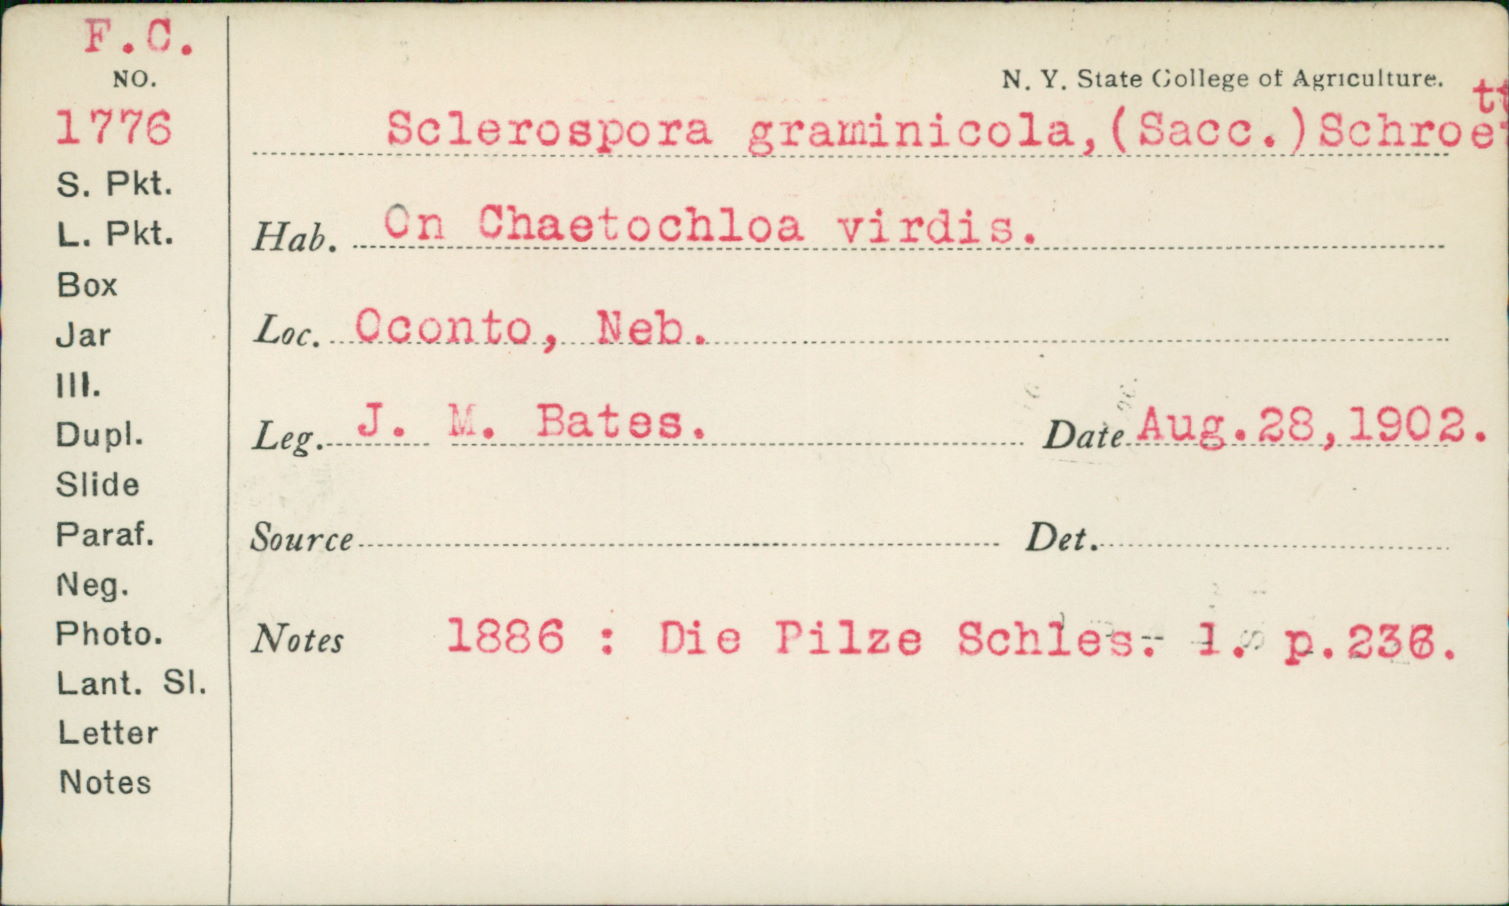 F.C.
NO.
1776
S. Pkt.
L. Pkt.
Box
Jar
Ill.
Dupl.
Slide
Paraf.
Neg.
Photo.
Lant. Sl.
Letter
Notes
N. Y. State College of Agriculture.
Sclerospora graminicola,(Sacc.)Schroet
Hab. On Chaetochloa virdis.
Loc. Oconto, Neb.
Leg. J. M. Bates. Date Aug.28,1902.
Source Det.
Notes 1886 : Die Pilze Schles. 1. p.236.